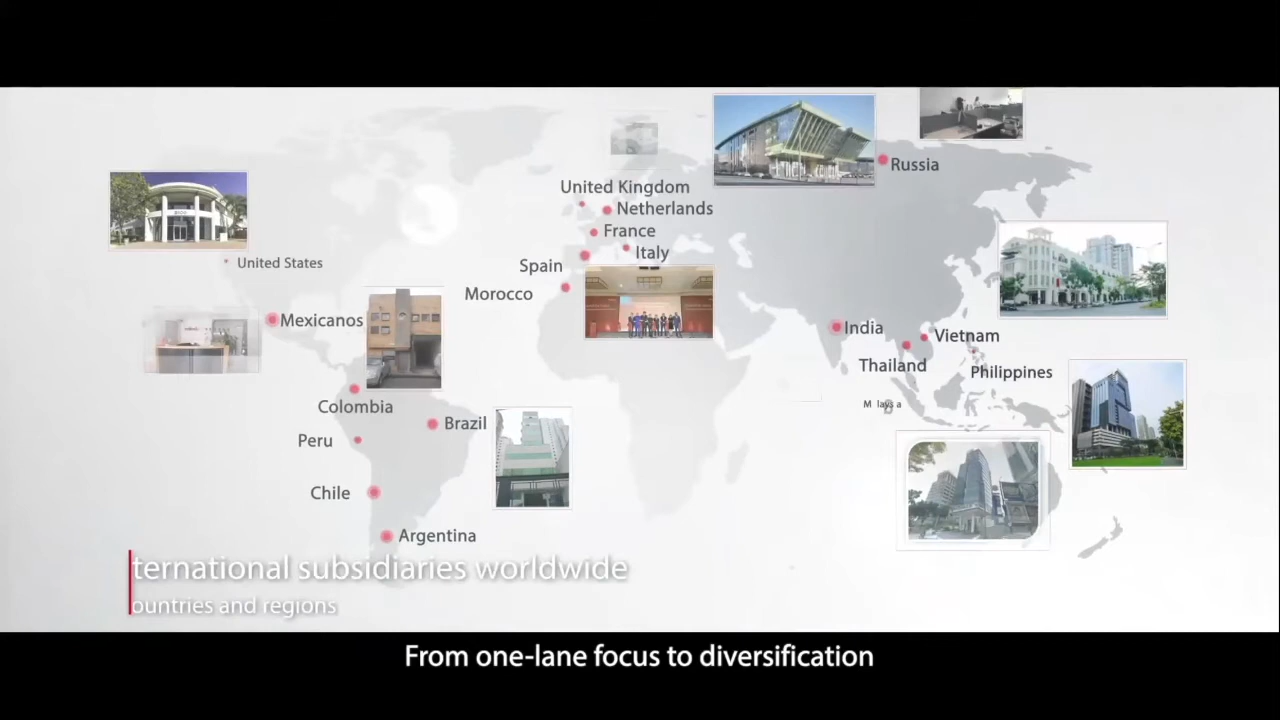 United Kingdom
Russia
Netherlands
France
Italy
Spain
United States
Morocco
Mexicanos
India
Vietnam
Thailand
Philippines
Colombia
M lays a
Brazil
Peru
Chile
Argentina
ternational subsidiaries worldwide
ountries and regions
From one-lane focus to diversification